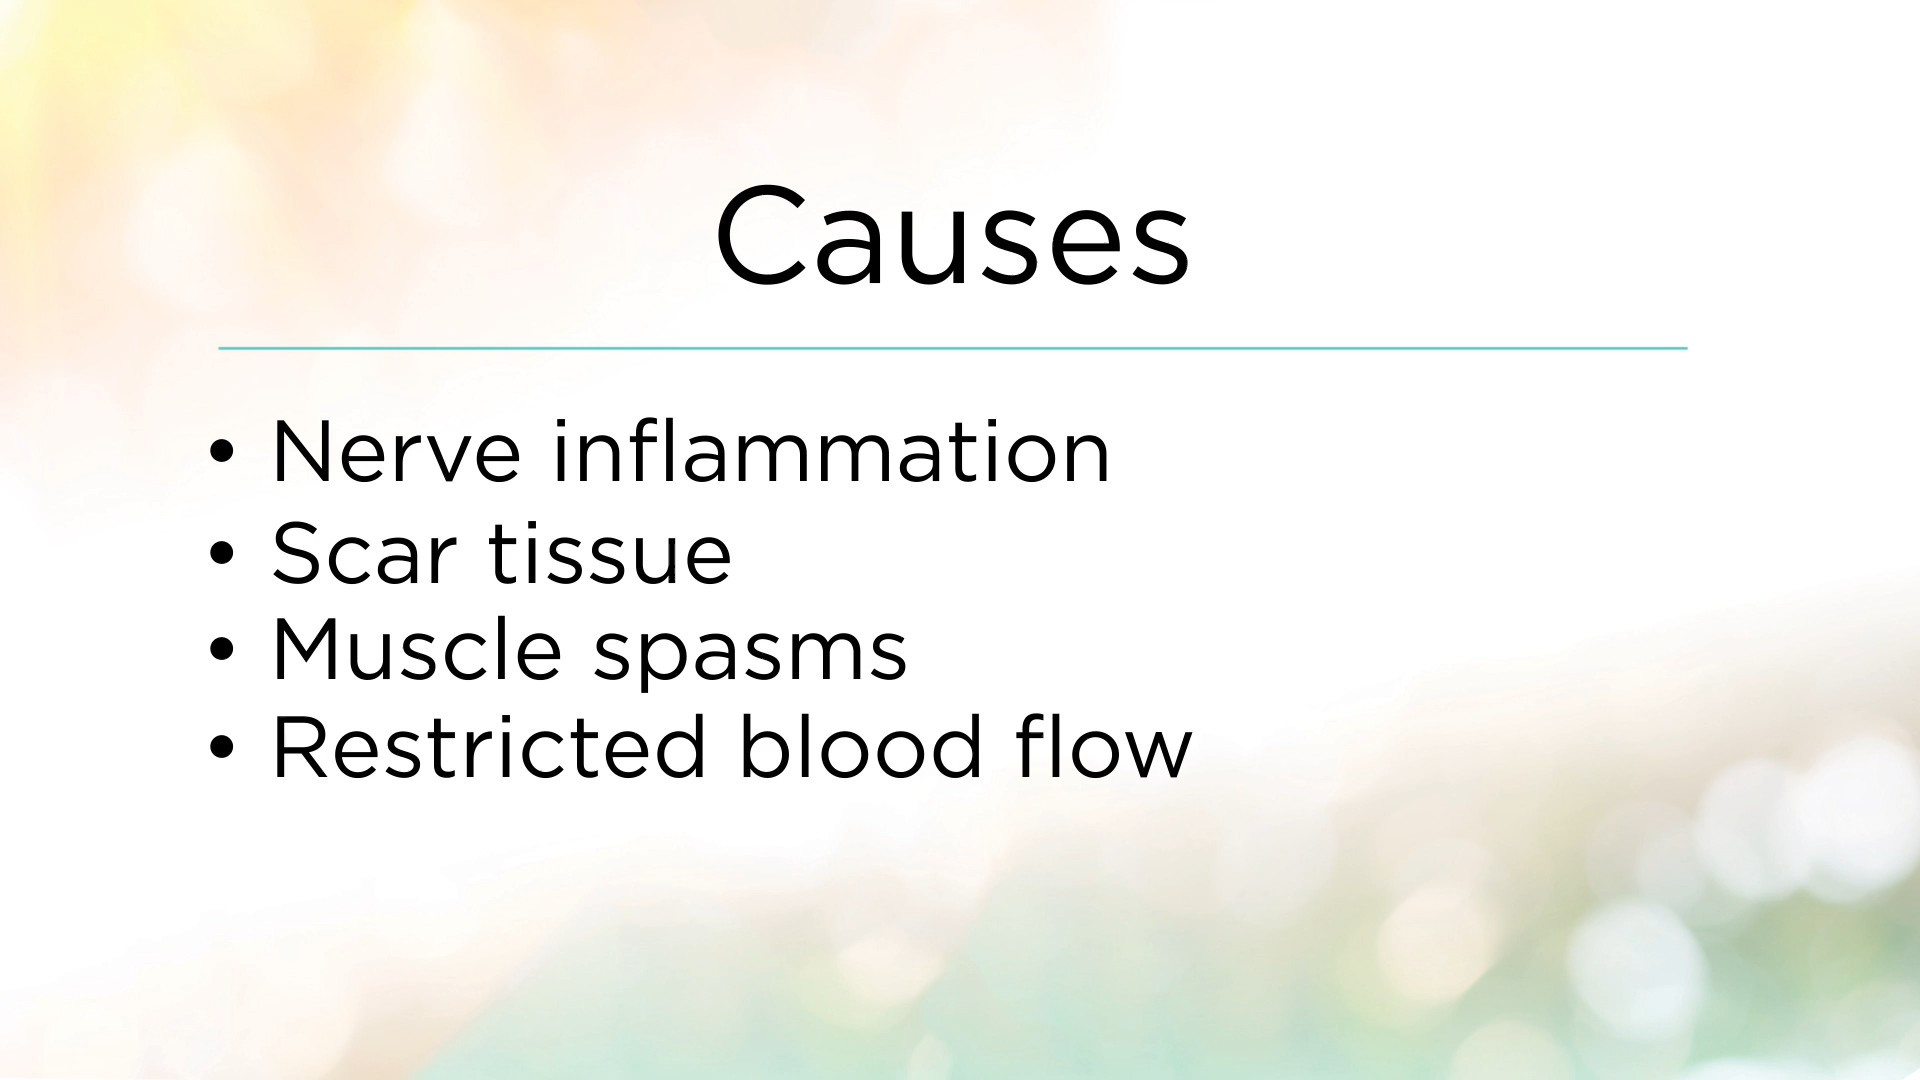 Causes
• Nerve inflammation
• Scar tissue
• Muscle spasms
• Restricted blood flow